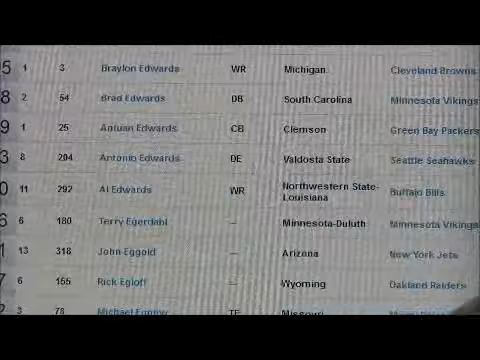 5 1 3 Braylon Edwards WR Michigan Cleveland Browns
8 2 54 Brad Edwards DB South Carolina Minnesota Vikings
9 1 25 Antuan Edwards CB Clemson Green Bay Packers
3 8 204 Antonio Edwards DE Valdosta State Seattle Seahawks
0 11 292 Al Edwards WR Northwestern State-
Louisiana Buffalo Bills
6 6 180 Terry Egerdahl -- Minnesota-Duluth Minnesota Vikings
1 13 318 John Eggold -- Arizona New York Jets
7 6 155 Rick Egloff -- Wyoming Oakland Raiders
2 3 78 Michael TE Missouri